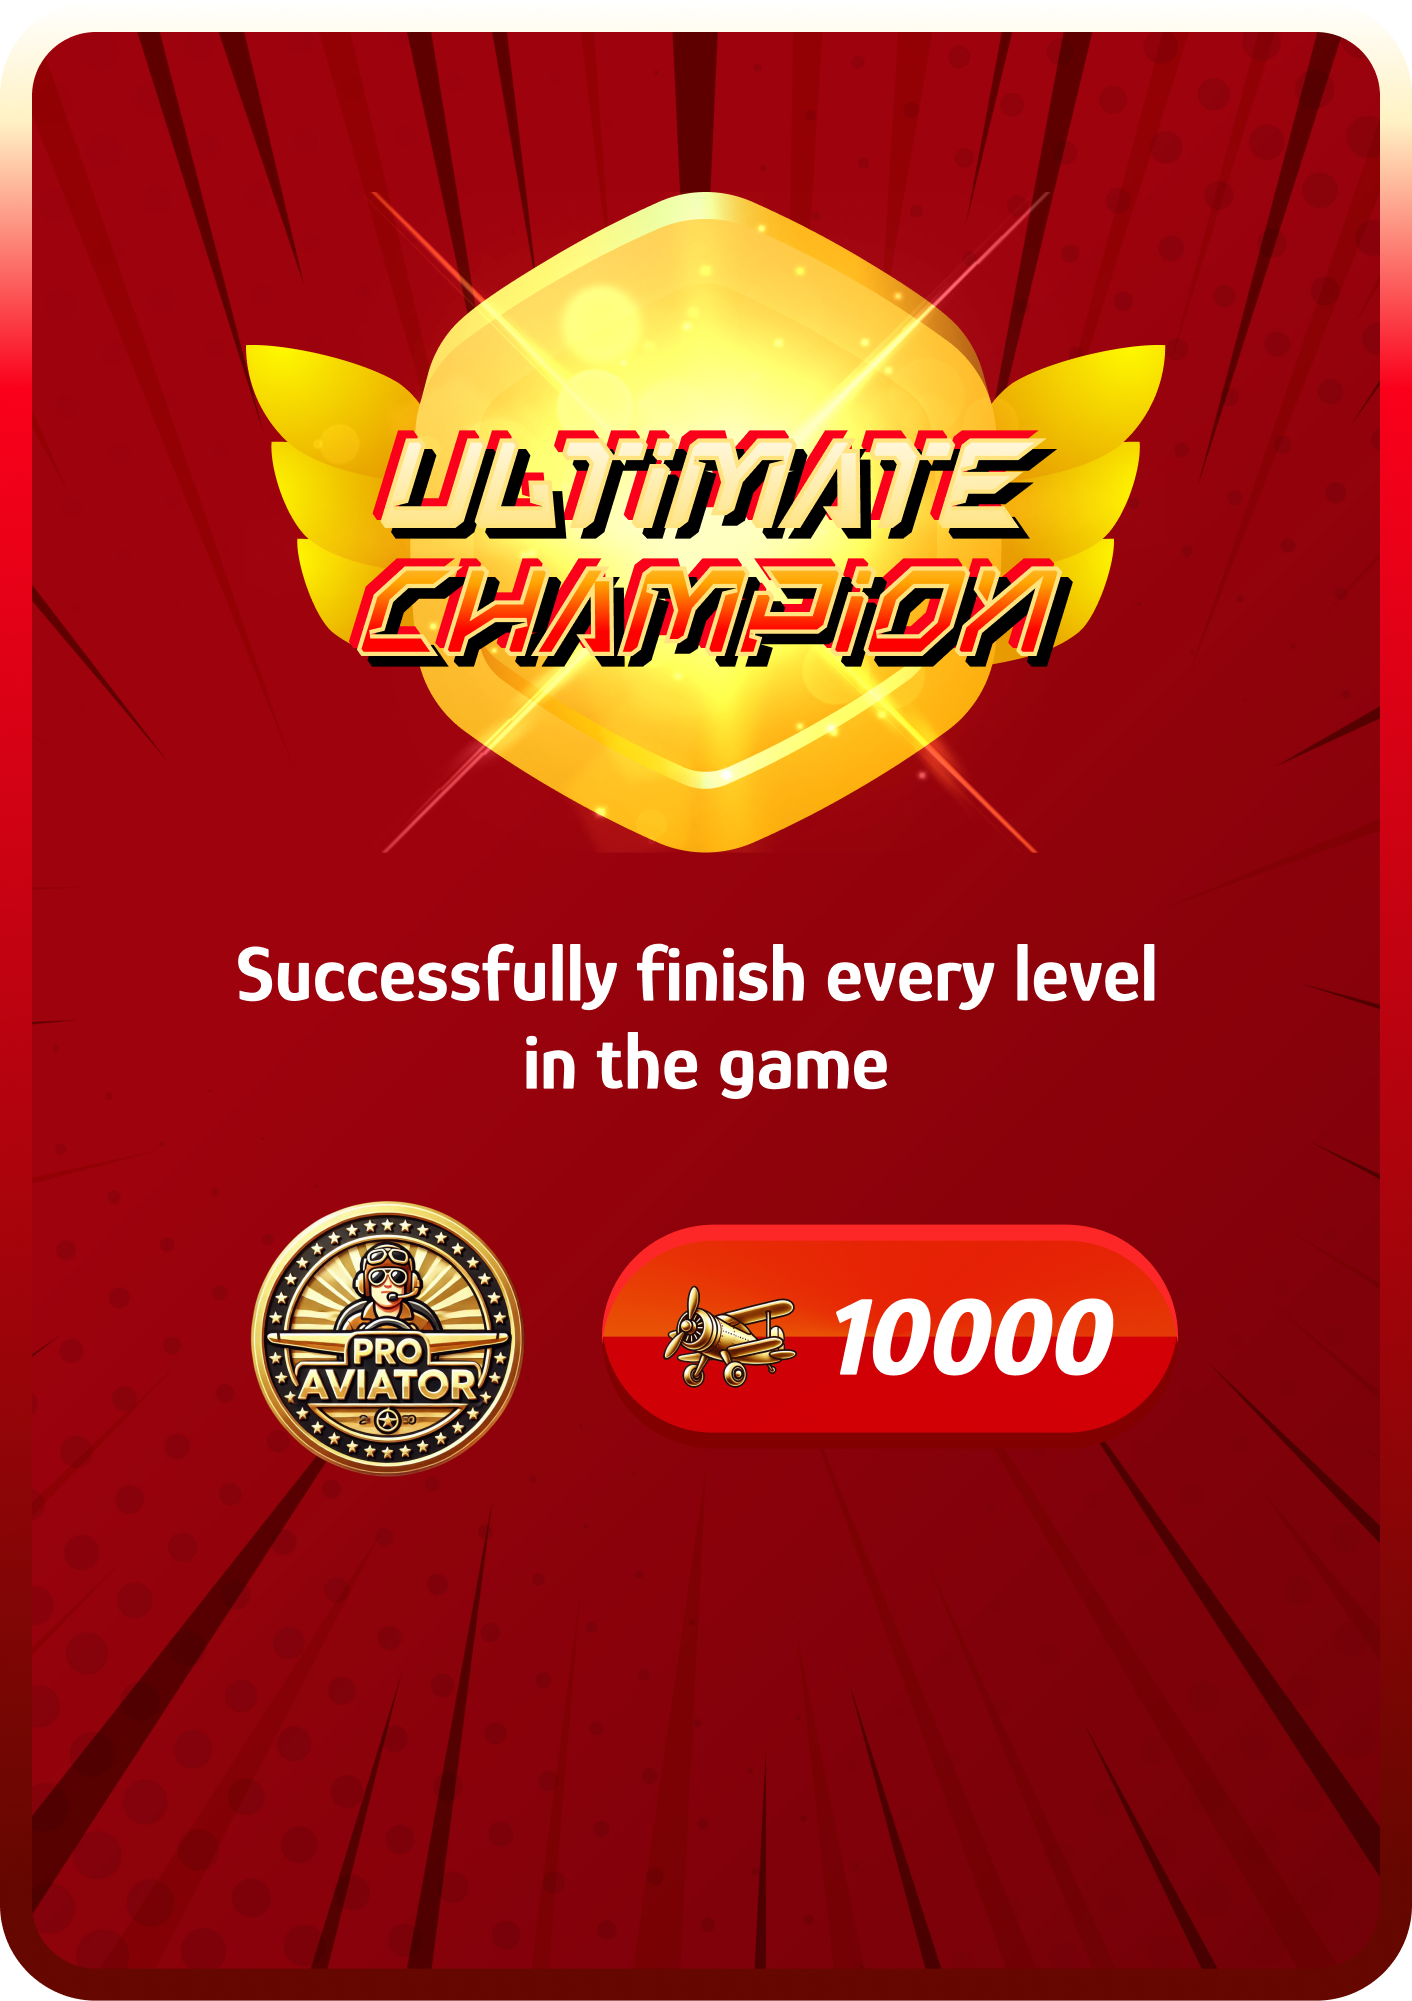 ULTiMATE
CHAMPiON
Successfully finish every level
in the game
PRO
AVIATOR
10000